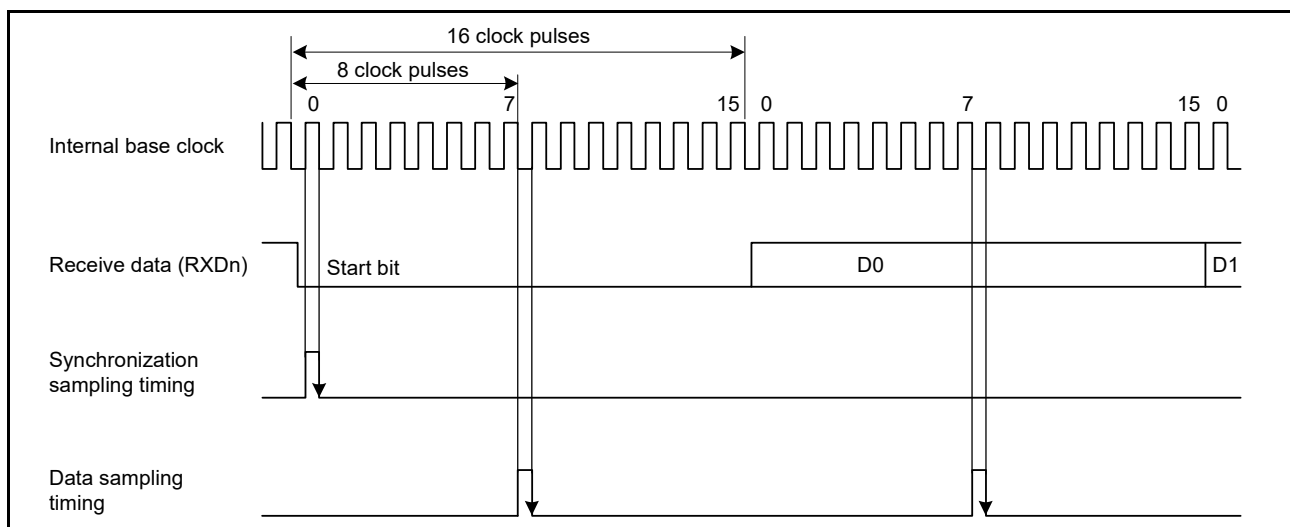 16 clock pulses
8 clock pulses
0 7 15 0 7 15 0
Internal base clock
Receive data (RXDn)
Start bit
D0
D1
Synchronization
sampling timing
Data sampling
timing